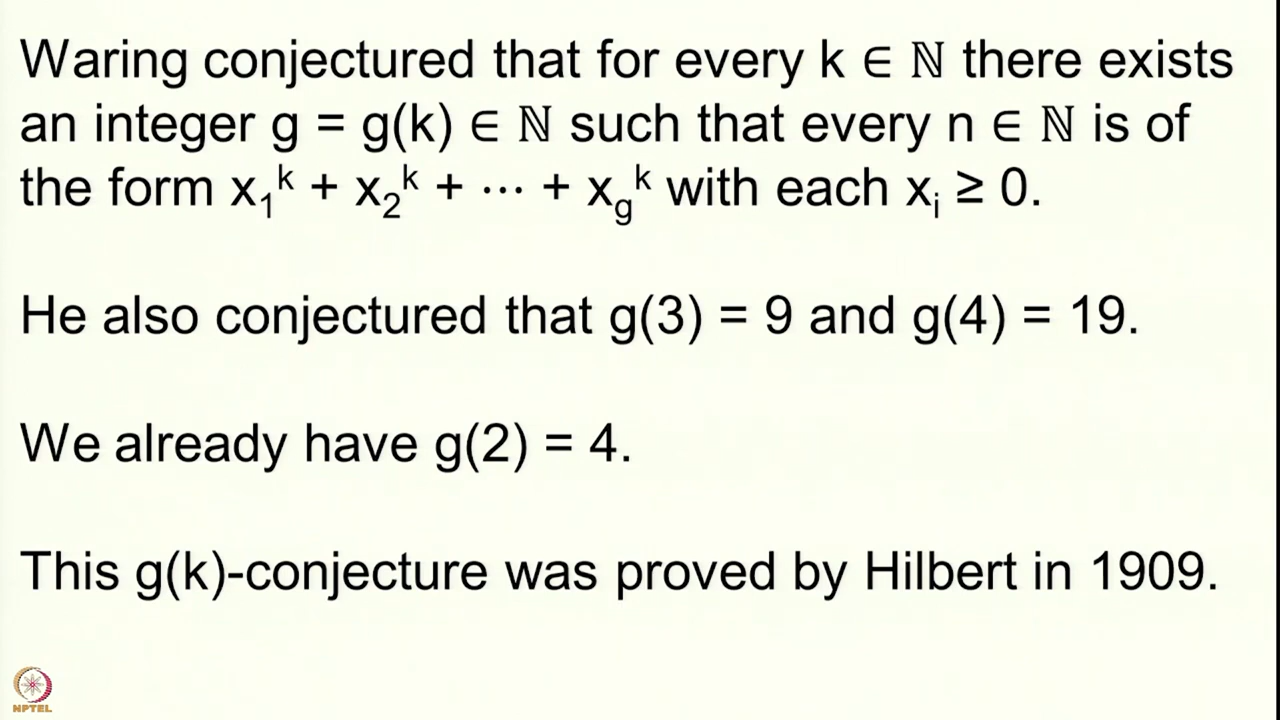 Waring conjectured that for every k ∈ ℕ there exists
an integer g = g(k) ∈ ℕ such that every n ∈ ℕ is of
the form x₁ᵏ + x₂ᵏ + ⋯ + x_gᵏ with each xᵢ ≥ 0.
He also conjectured that g(3) = 9 and g(4) = 19.
We already have g(2) = 4.
This g(k)-conjecture was proved by Hilbert in 1909.
NPTEL